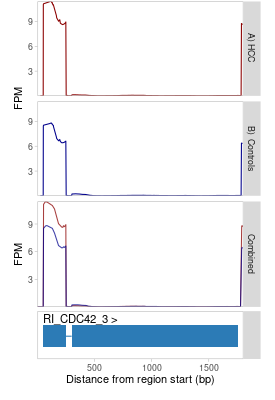 9
6
3
A) HCC
FPM
9
6
3
B) Controls
9
6
3
Combined
FPM
RI_CDC42_3 >
500 1000 1500
Distance from region start (bp)